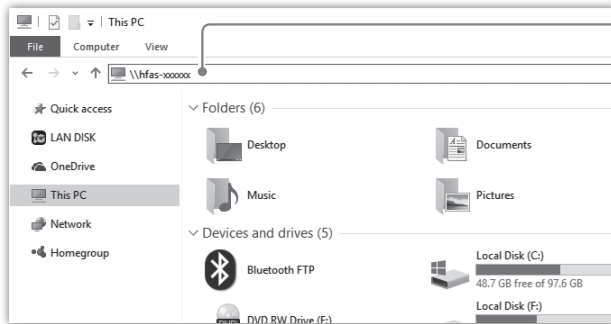 This PC
File Computer View
\\hfas-xxxxxx
Quick access
LAN DISK
OneDrive
This PC
Network
Homegroup
Folders (6)
Desktop
Documents
Music
Pictures
Devices and drives (5)
Bluetooth FTP
Local Disk (C:)
48.7 GB free of 97.6 GB
DVD RW Drive (E:)
Local Disk (F:)